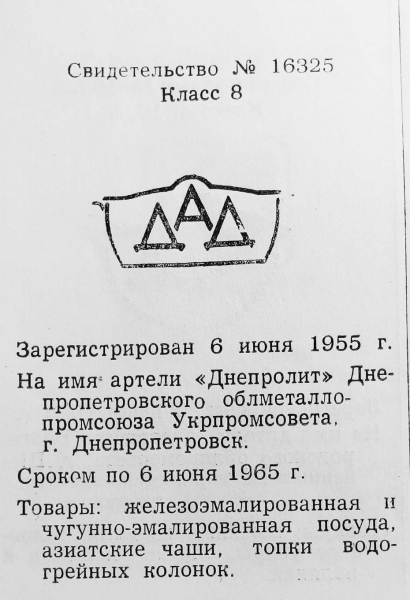 Свидетельство № 16325
Класс 8
ДАД
Зарегистрирован 6 июня 1955 г.
На имя артели «Днепролит» Дне-
пропетровского облметалло-
промсоюза Укрпромсовета,
г. Днепропетровск.
Сроком по 6 июня 1965 г.
Товары: железоэмалированная и
чугунно-эмалированная посуда,
азиатские чаши, топки водо-
грейных колонок.